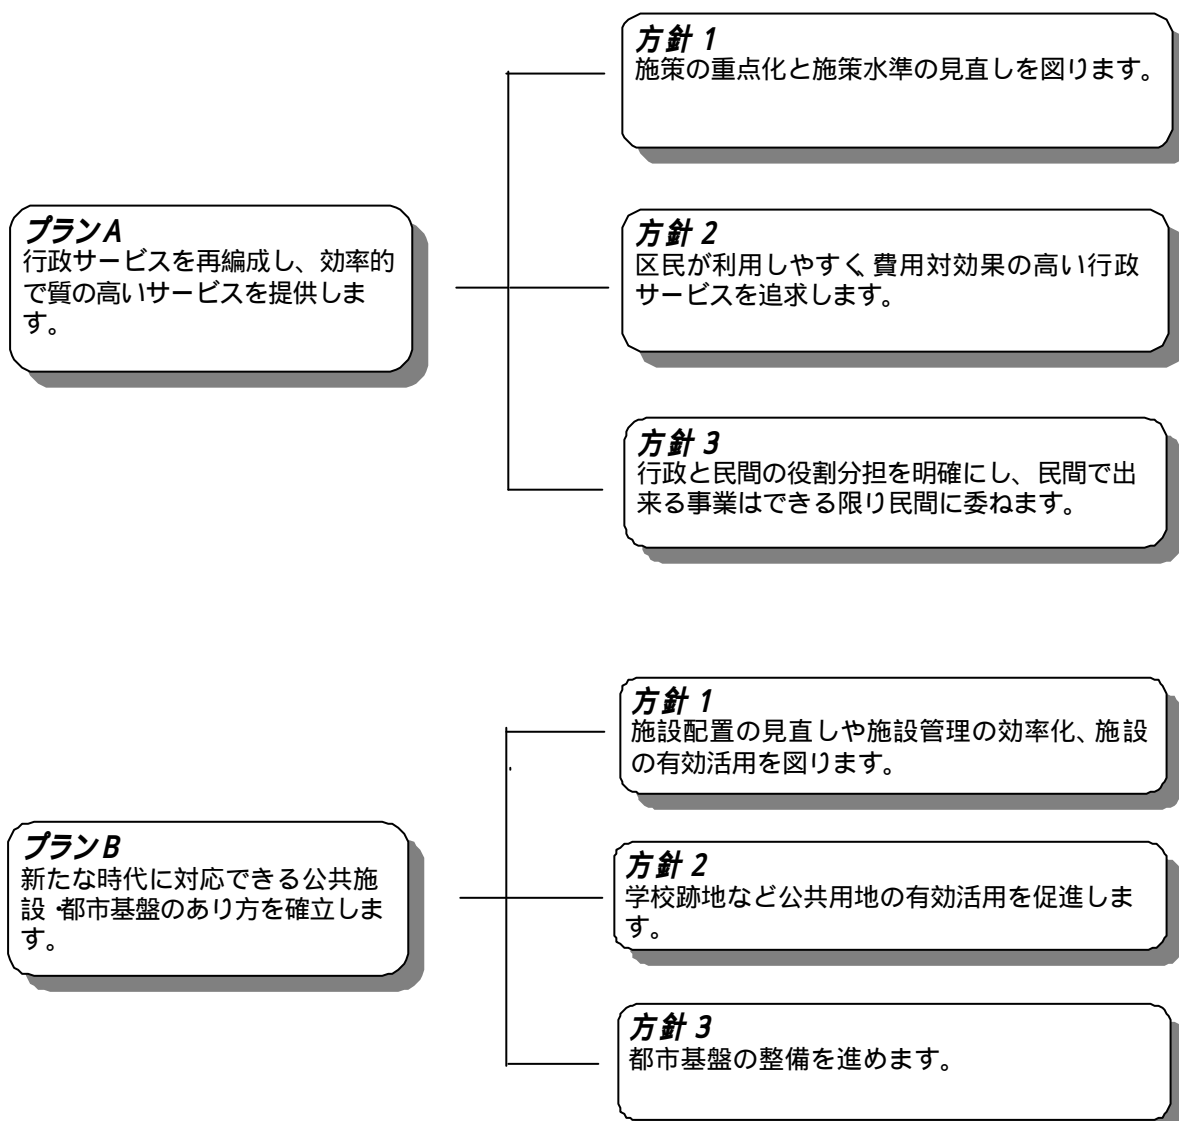 プランA
行政サービスを再編成し、効率的
で質の高いサービスを提供しま
す。
方針 1
施策の重点化と施策水準の見直しを図ります。
方針 2
区民が利用しやすく、費用対効果の高い行政
サービスを追求します。
方針 3
行政と民間の役割分担を明確にし、民間で出
来る事業はできる限り民間に委ねます。
プランB
新たな時代に対応できる公共施
設・都市基盤のあり方を確立しま
す。
方針 1
施設配置の見直しや施設管理の効率化、施設
の有効活用を図ります。
方針 2
学校跡地など公共用地の有効活用を促進しま
す。
方針 3
都市基盤の整備を進めます。